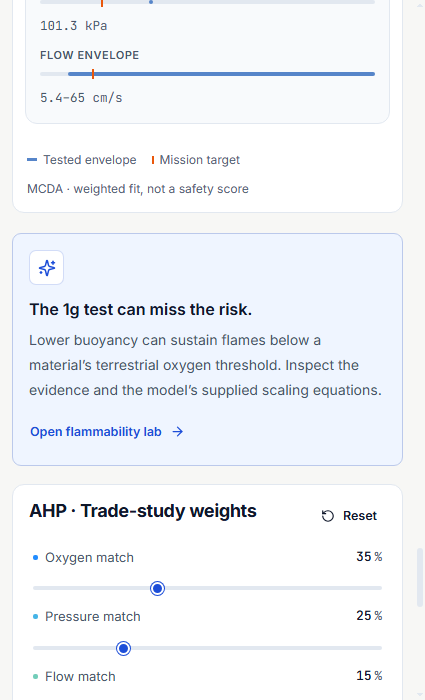 101.3 kPa
FLOW ENVELOPE
5.4–65 cm/s
Tested envelope
Mission target
MCDA · weighted fit, not a safety score
The 1g test can miss the risk.
Lower buoyancy can sustain flames below a
material's terrestrial oxygen threshold. Inspect the
evidence and the model's supplied scaling equations.
Open flammability lab →
AHP · Trade-study weights
Reset
Oxygen match 35 %
Pressure match 25 %
Flow match 15 %